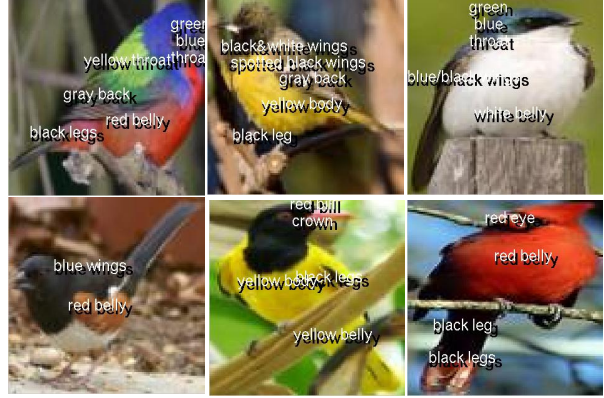 green
blue
throat
yellow throat
gray back
red belly
black legs
black&white wings
spotted black wings
gray back
yellow body
black leg
green
blue
throat
blue/black wings
white belly
blue wings
red belly
red bill
crown
black legs
yellow body
yellow belly
red eye
red belly
black leg
black legs